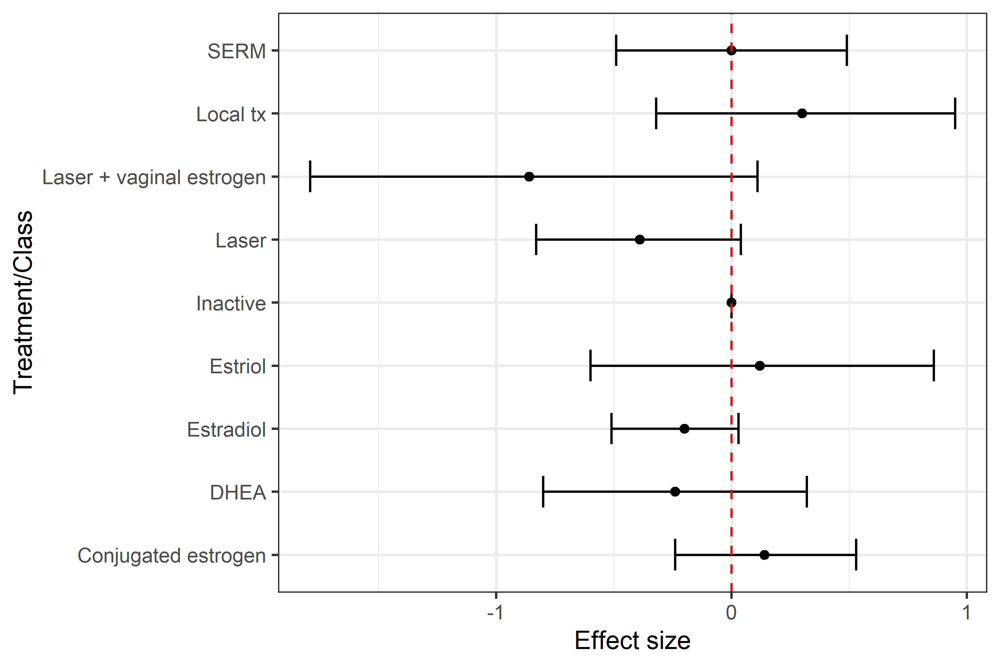 SERM
Local tx
Laser + vaginal estrogen
Laser
Inactive
Estriol
Estradiol
DHEA
Conjugated estrogen
Treatment/Class
-1 0 1
Effect size